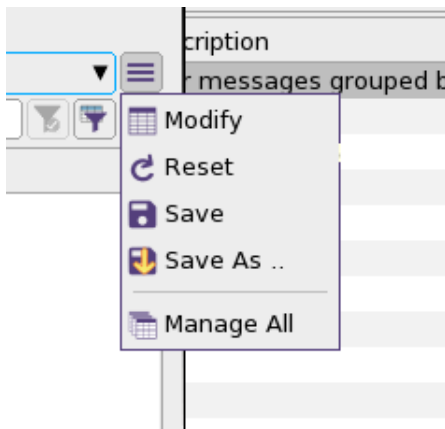 cription
r messages grouped b
Modify
Reset
Save
Save As ..
Manage All